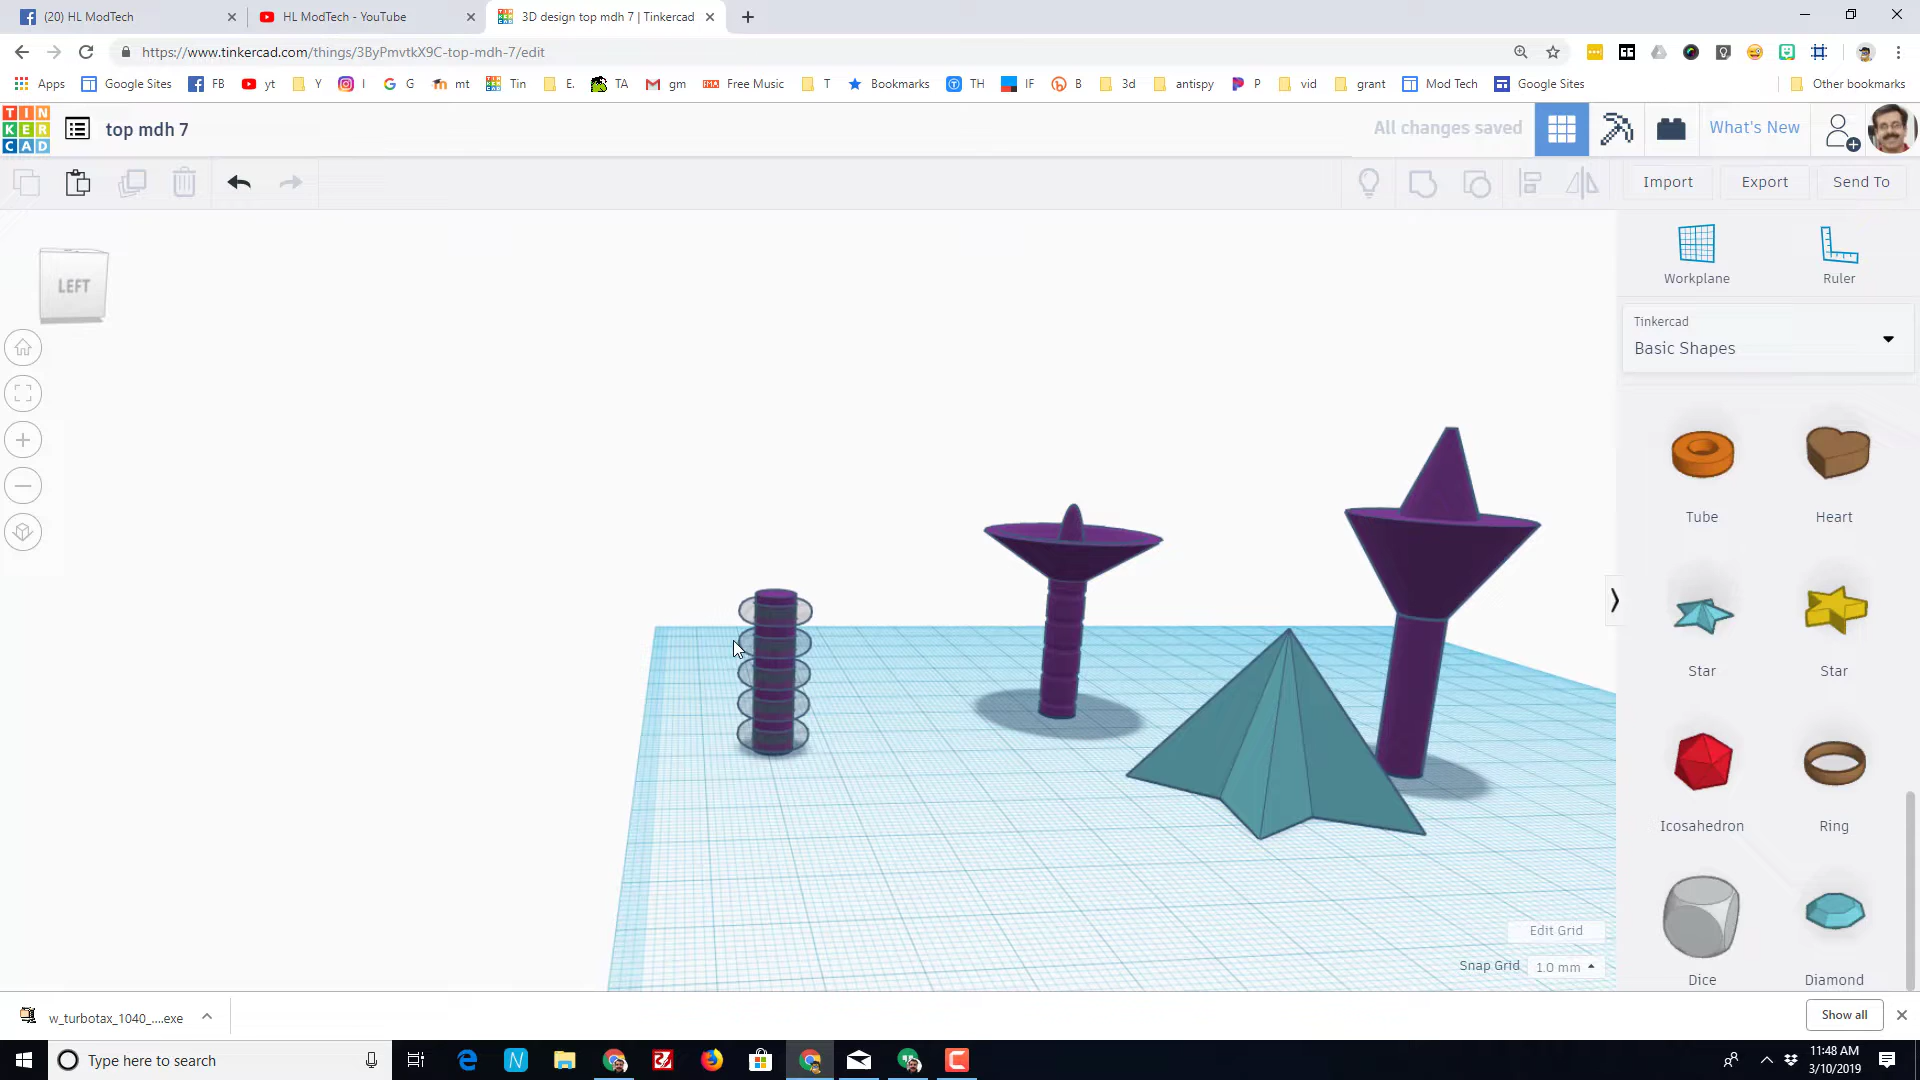 (20) HL ModTech
HL ModTech - YouTube
3D design top mdh 7 | Tinkercad
https://www.tinkercad.com/things/3ByPmvtkX9C-top-mdh-7/edit
Apps Google Sites FB yt Y I G mt Tin E. TA gm Free Music T Bookmarks TH IF B 3d antispy P vid grant Mod Tech Google Sites Other bookmarks
TIN
KER
CAD
top mdh 7
All changes saved
What's New
Import Export Send To
LEFT
Workplane Ruler
Tinkercad
Basic Shapes
Tube Heart
Star Star
Icosahedron Ring
Dice Diamond
Edit Grid
Snap Grid 1.0 mm
w_turbotax_1040_....exe
Show all
Type here to search
11:48 AM
3/10/2019